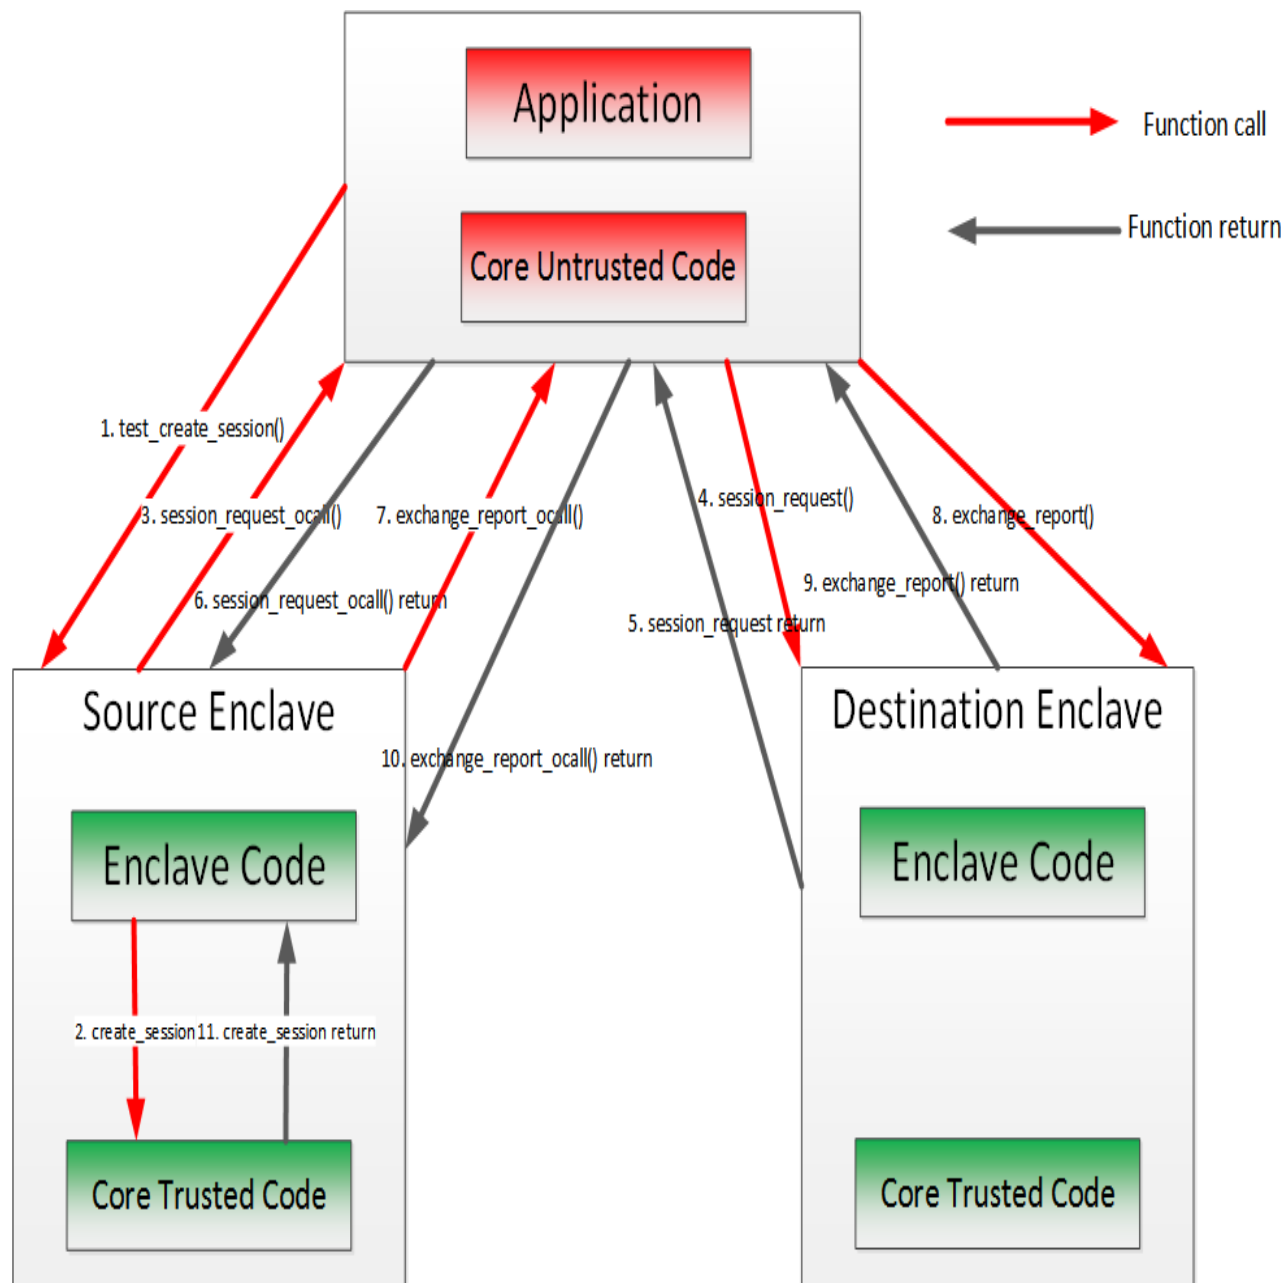 Application
Function call
Function return
Core Untrusted Code
1. test_create_session()
3. session_request_ocall()
7. exchange_report_ocall()
4. session_request()
8. exchange_report()
6. session_request_ocall() return
9. exchange_report() return
5. session_request return
Source Enclave
Destination Enclave
10. exchange_report_ocall() return
Enclave Code
Enclave Code
2. create_session
11. create_session return
Core Trusted Code
Core Trusted Code